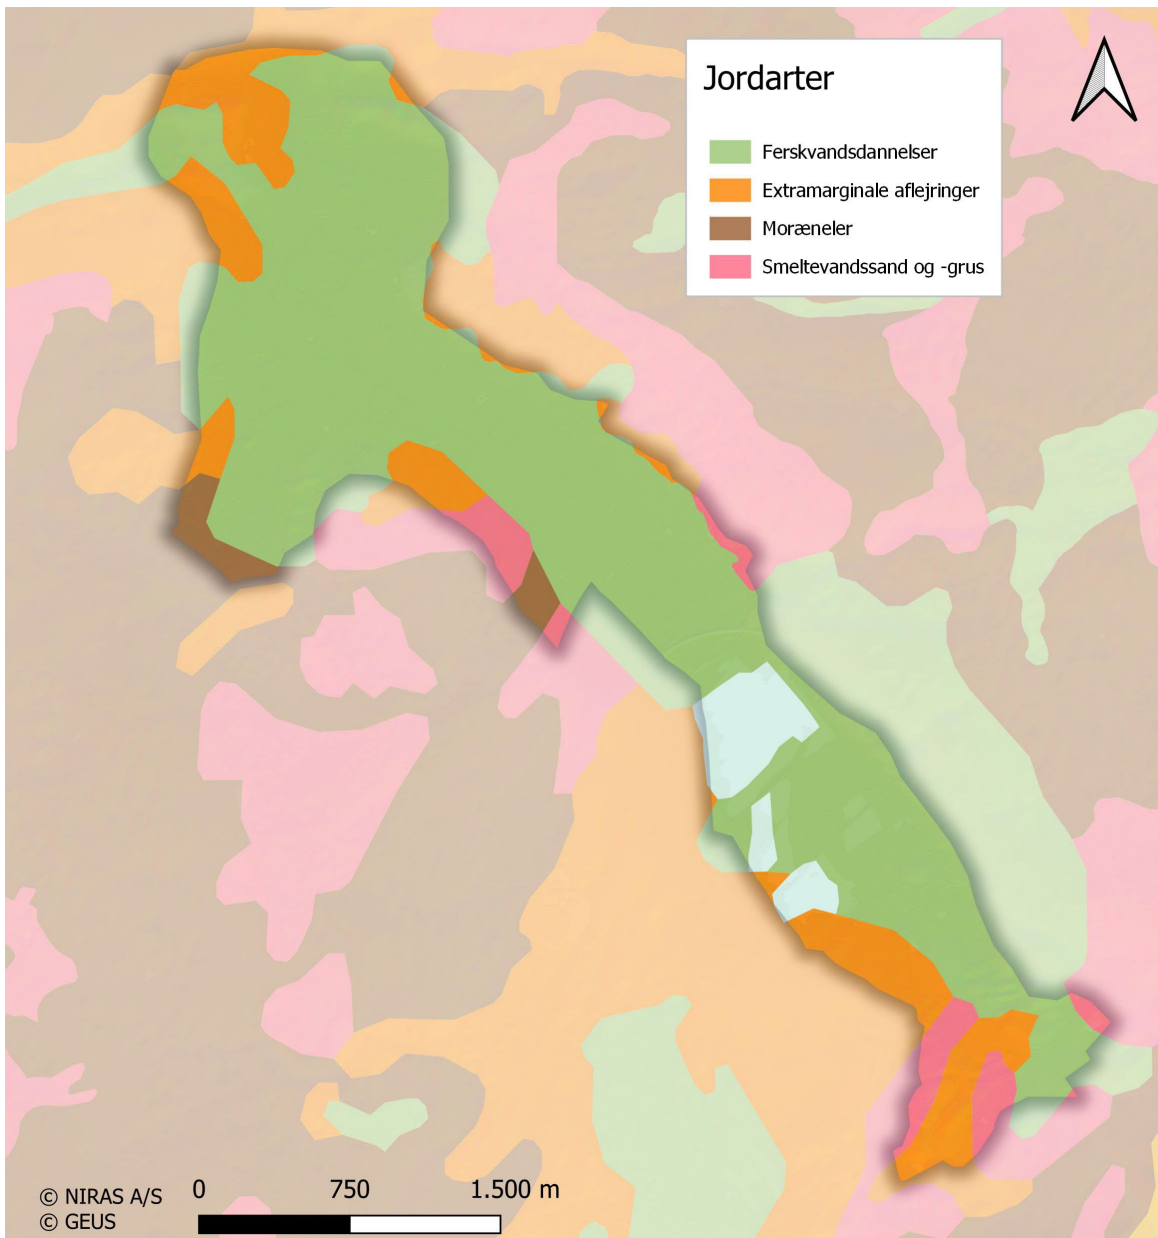 Jordarter
Ferskvandsdannelser
Extramarginale aflejringer
Moræneler
Smeltevandssand og -grus
© NIRAS A/S
© GEUS
0 750 1.500 m